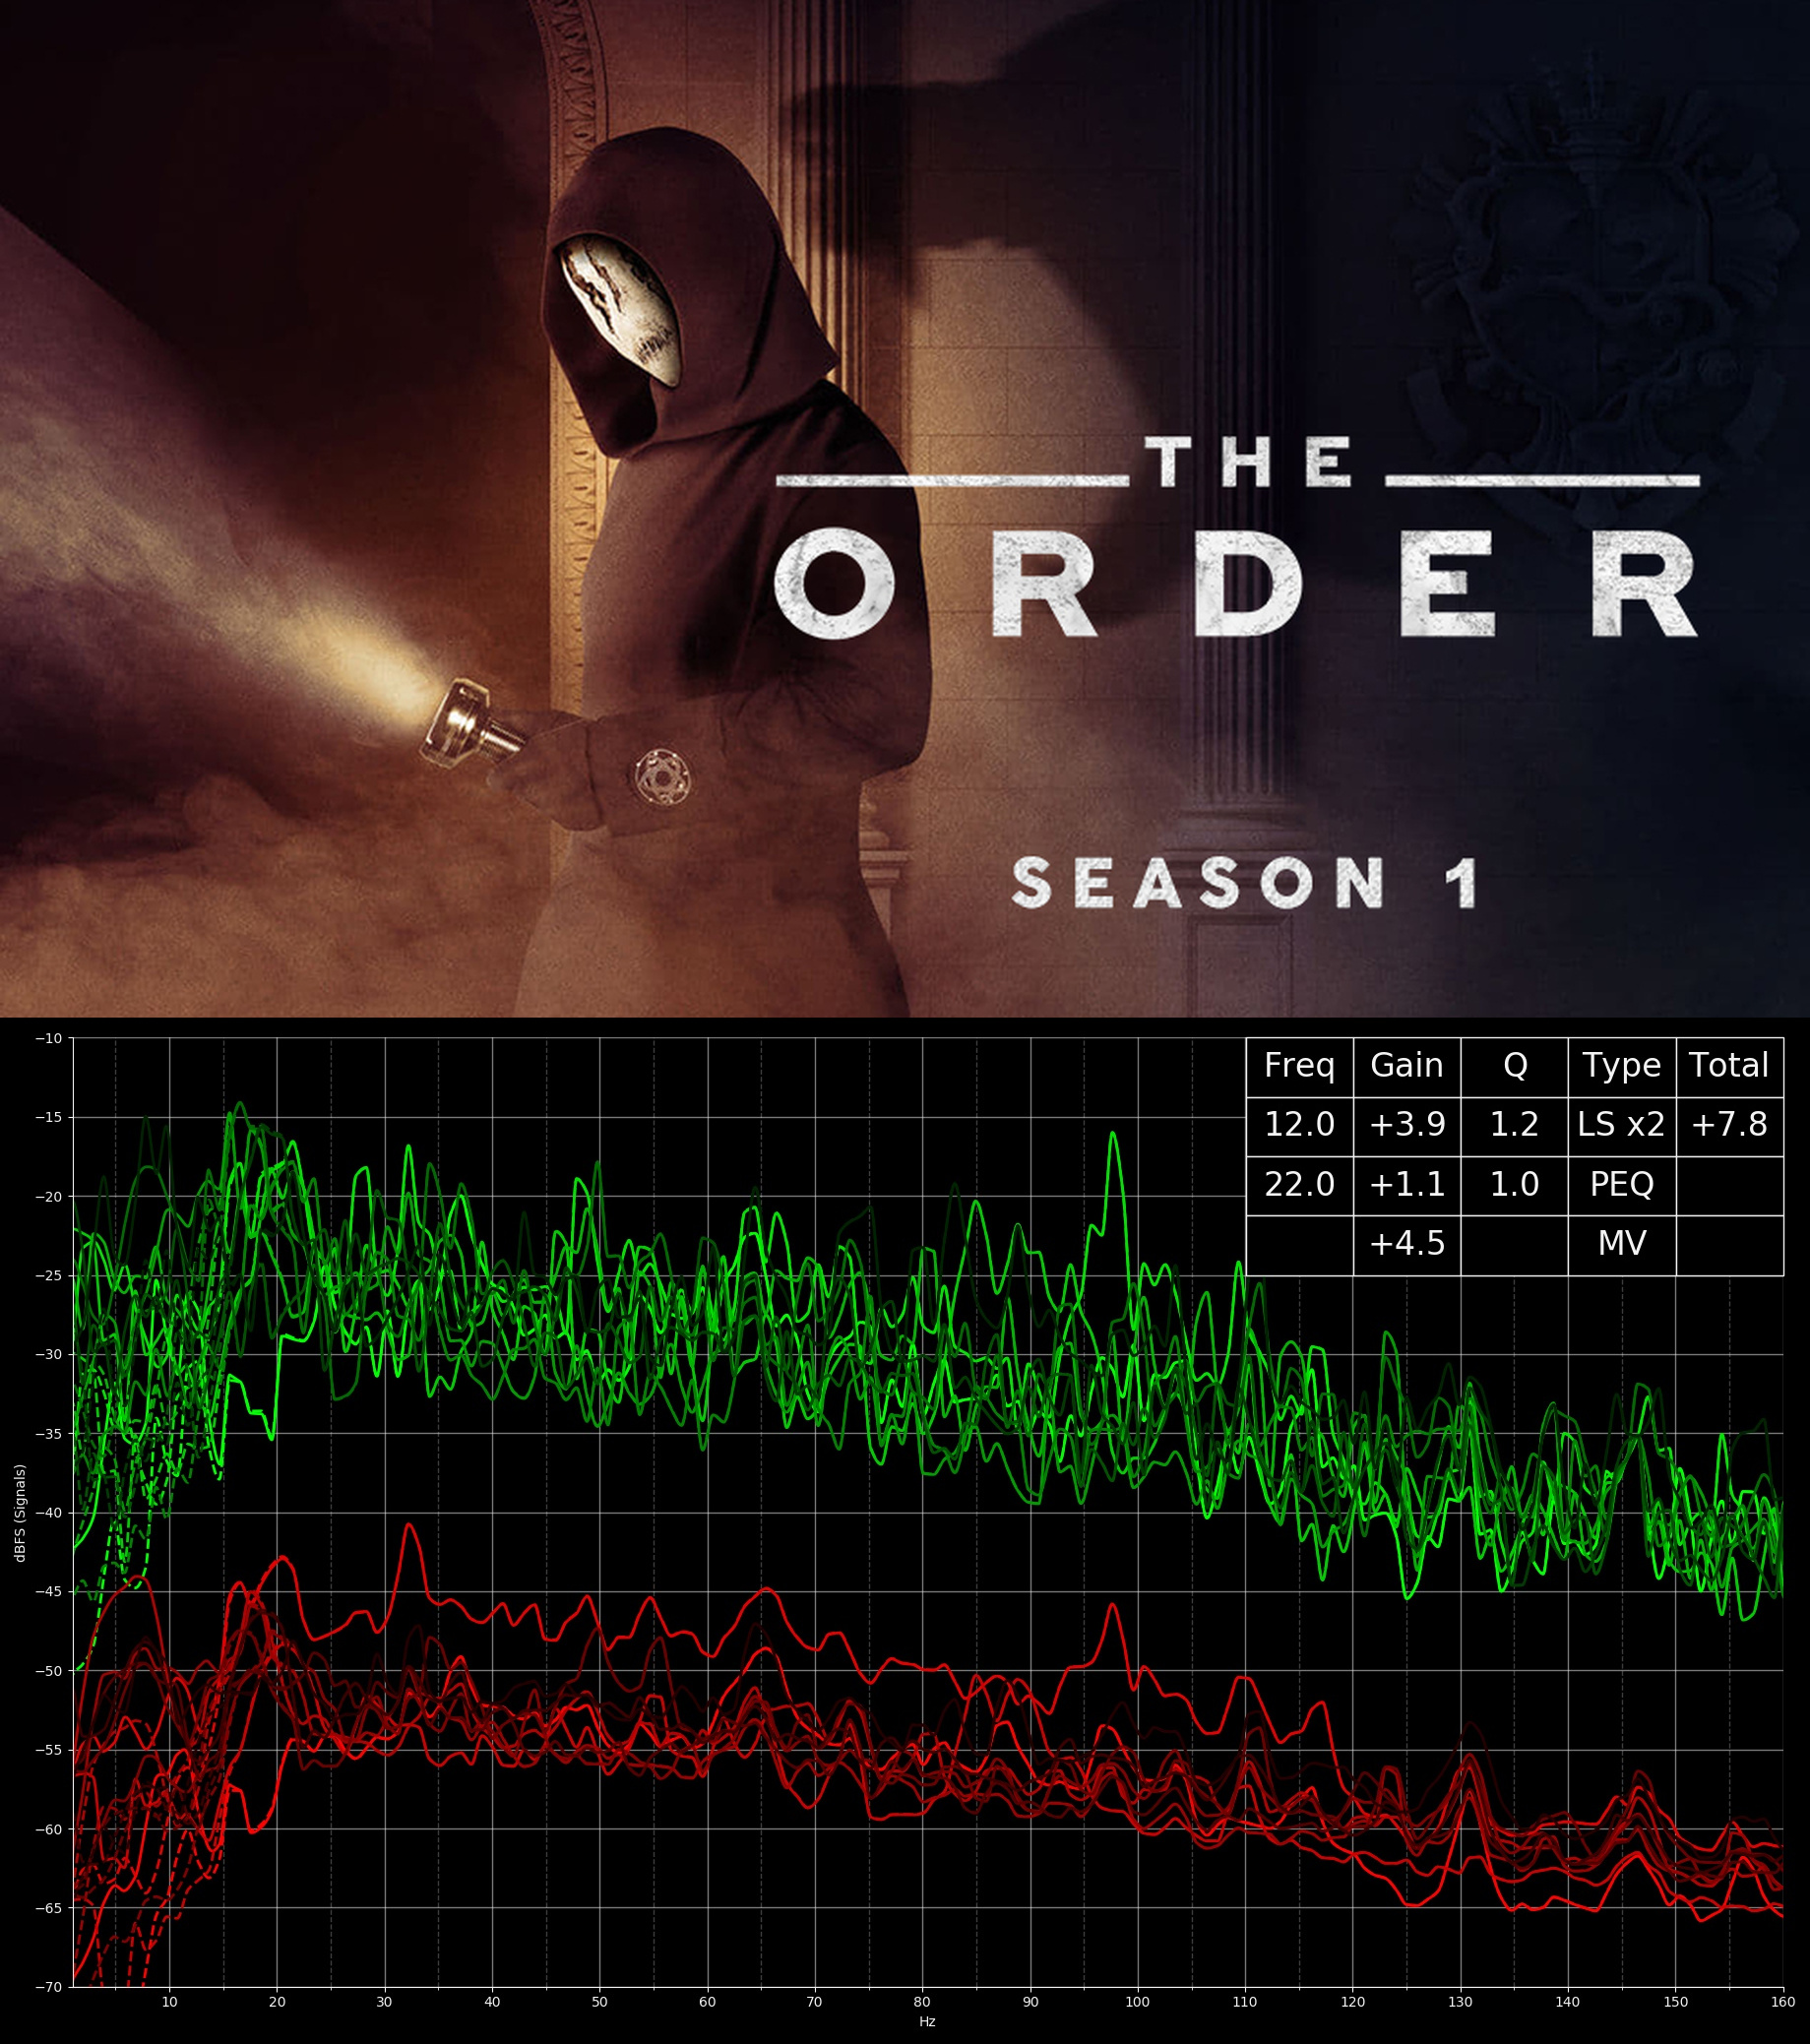 THE
ORDER
SEASON 1
Freq Gain Q Type Total
12.0 +3.9 1.2 LS x2 +7.8
22.0 +1.1 1.0 PEQ
+4.5 MV
−10
−15
−20
−25
−30
−35
−40
−45
−50
−55
−60
−65
−70
dBFS (Signals)
10 20 30 40 50 60 70 80 90 100 110 120 130 140 150 160
Hz